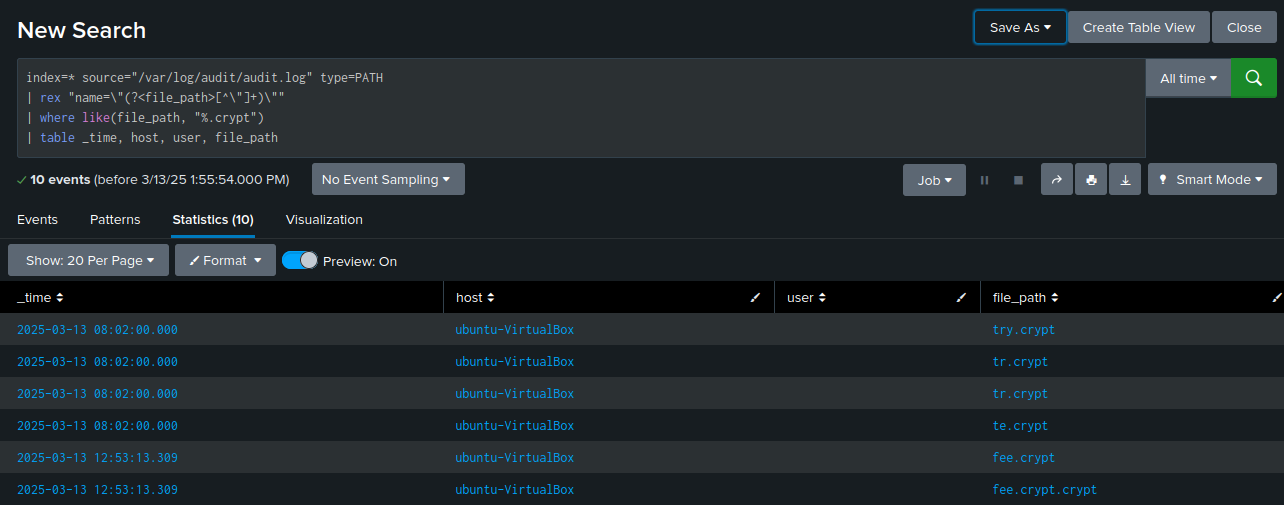 New Search
Save As
Create Table View
Close
index=* source="/var/log/audit/audit.log" type=PATH
| rex "name=\"(?<file_path>[^\"]+)\""
| where like(file_path, "%.crypt")
| table _time, host, user, file_path
All time
10 events (before 3/13/25 1:55:54.000 PM)
No Event Sampling
Job
Smart Mode
Events
Patterns
Statistics (10)
Visualization
Show: 20 Per Page
Format
Preview: On
_time host user file_path
2025-03-13 08:02:00.000 ubuntu-VirtualBox try.crypt
2025-03-13 08:02:00.000 ubuntu-VirtualBox tr.crypt
2025-03-13 08:02:00.000 ubuntu-VirtualBox tr.crypt
2025-03-13 08:02:00.000 ubuntu-VirtualBox te.crypt
2025-03-13 12:53:13.309 ubuntu-VirtualBox fee.crypt
2025-03-13 12:53:13.309 ubuntu-VirtualBox fee.crypt.crypt